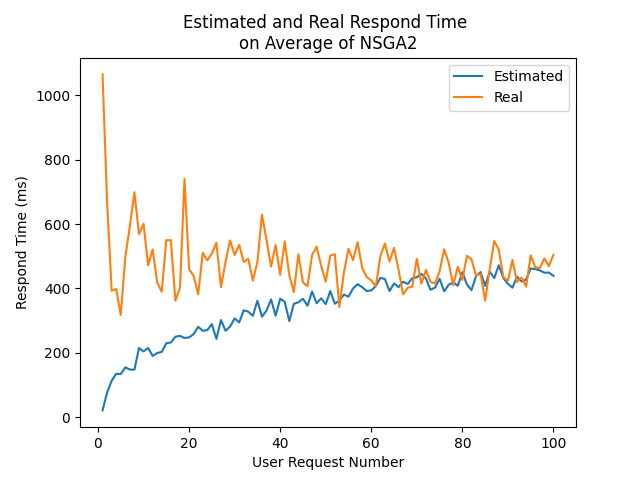 Estimated and Real Respond Time
on Average of NSGA2
Estimated
Real
Respond Time (ms)
1000
800
600
400
200
0
0 20 40 60 80 100
User Request Number